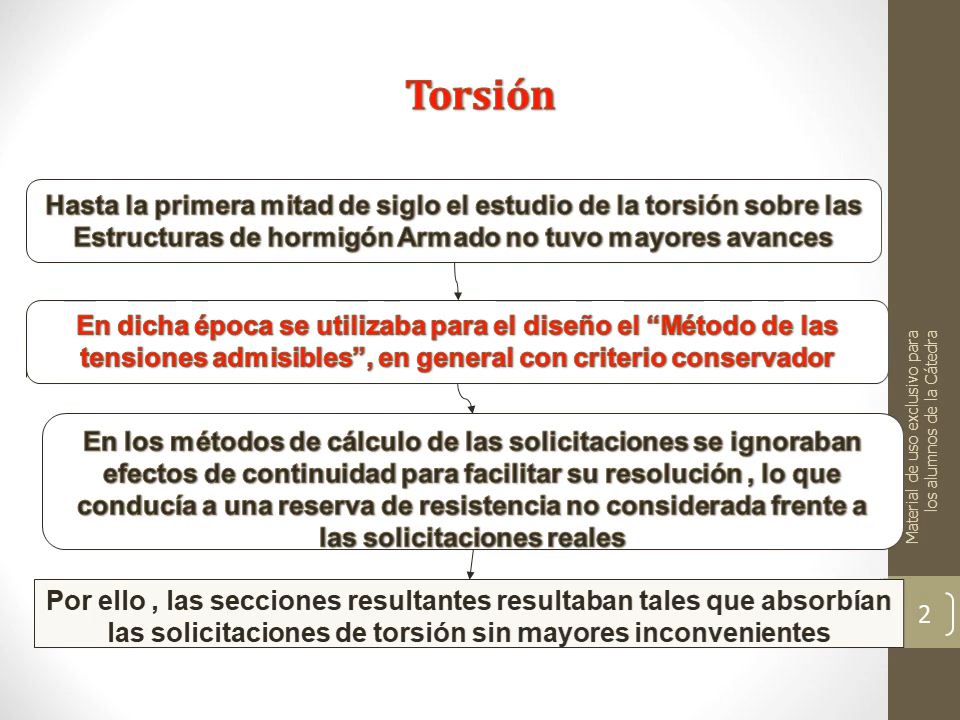 Torsión
Hasta la primera mitad de siglo el estudio de la torsión sobre las
Estructuras de hormigón Armado no tuvo mayores avances
En dicha época se utilizaba para el diseño el “Método de las
tensiones admisibles”, en general con criterio conservador
En los métodos de cálculo de las solicitaciones se ignoraban
efectos de continuidad para facilitar su resolución , lo que
conducía a una reserva de resistencia no considerada frente a
las solicitaciones reales
Por ello , las secciones resultantes resultaban tales que absorbían
las solicitaciones de torsión sin mayores inconvenientes
Material de uso exclusivo para
los alumnos de la Cátedra
2